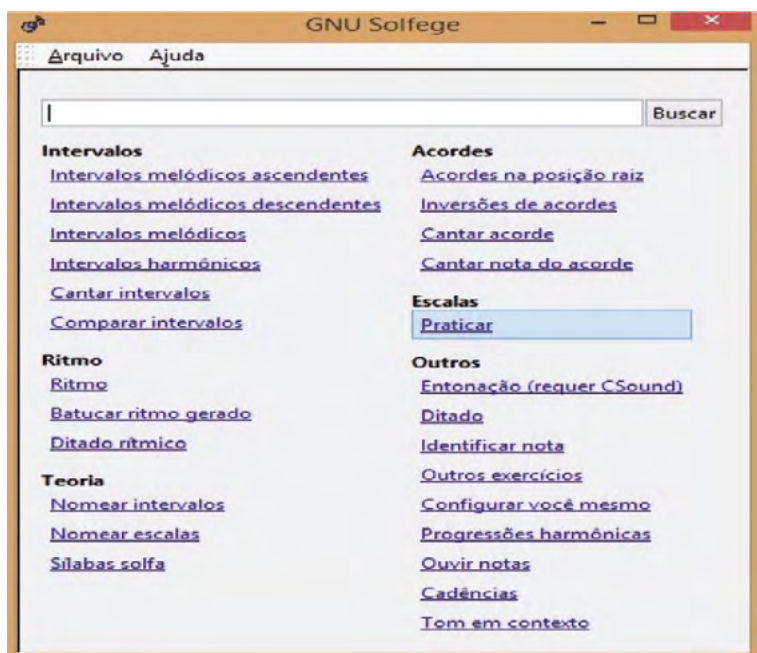 GNU Solfege
Arquivo Ajuda
Buscar
Intervalos
Intervalos melódicos ascendentes
Intervalos melódicos descendentes
Intervalos melódicos
Intervalos harmônicos
Cantar intervalos
Comparar intervalos
Ritmo
Ritmo
Batucar ritmo gerado
Ditado rítmico
Teoria
Nomear intervalos
Nomear escalas
Sílabas solfa
Acordes
Acordes na posição raiz
Inversões de acordes
Cantar acorde
Cantar nota do acorde
Escalas
Praticar
Outros
Entonação (requer CSound)
Ditado
Identificar nota
Outros exercícios
Configurar você mesmo
Progressões harmônicas
Ouvir notas
Cadências
Tom em contexto